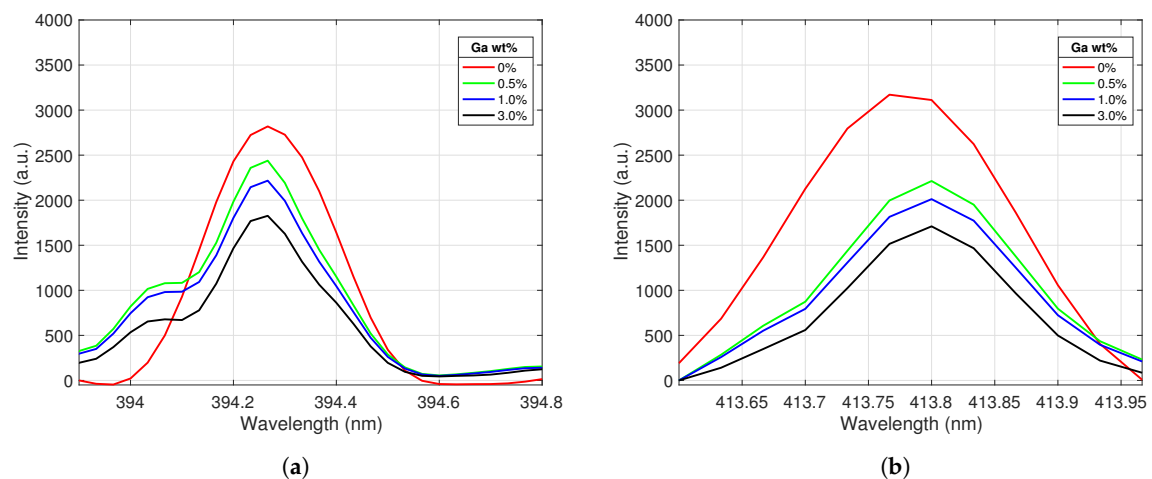 4000
3500
3000
2500
2000
1500
1000
500
0
Intensity (a.u.)
Ga wt%
0%
0.5%
1.0%
3.0%
394 394.2 394.4 394.6 394.8
Wavelength (nm)
(a)
4000
3500
3000
2500
2000
1500
1000
500
0
Intensity (a.u.)
Ga wt%
0%
0.5%
1.0%
3.0%
413.65 413.7 413.75 413.8 413.85 413.9 413.95
Wavelength (nm)
(b)